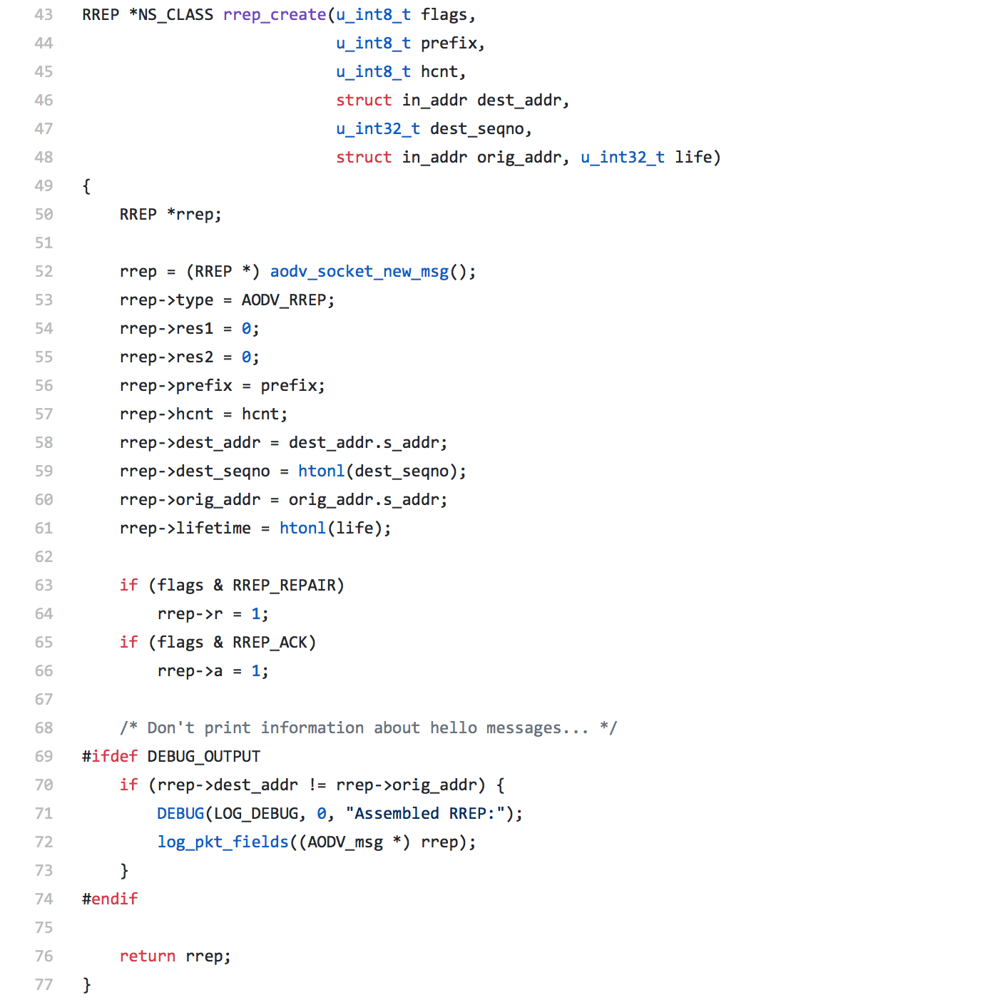 43 RREP *NS_CLASS rrep_create(u_int8_t flags,
44 u_int8_t prefix,
45 u_int8_t hcnt,
46 struct in_addr dest_addr,
47 u_int32_t dest_seqno,
48 struct in_addr orig_addr, u_int32_t life)
49 {
50     RREP *rrep;
51
52     rrep = (RREP *) aodv_socket_new_msg();
53     rrep->type = AODV_RREP;
54     rrep->res1 = 0;
55     rrep->res2 = 0;
56     rrep->prefix = prefix;
57     rrep->hcnt = hcnt;
58     rrep->dest_addr = dest_addr.s_addr;
59     rrep->dest_seqno = htonl(dest_seqno);
60     rrep->orig_addr = orig_addr.s_addr;
61     rrep->lifetime = htonl(life);
62
63     if (flags & RREP_REPAIR)
64         rrep->r = 1;
65     if (flags & RREP_ACK)
66         rrep->a = 1;
67
68     /* Don't print information about hello messages... */
69 #ifdef DEBUG_OUTPUT
70     if (rrep->dest_addr != rrep->orig_addr) {
71         DEBUG(LOG_DEBUG, 0, "Assembled RREP:");
72         log_pkt_fields((AODV_msg *) rrep);
73     }
74 #endif
75
76     return rrep;
77 }